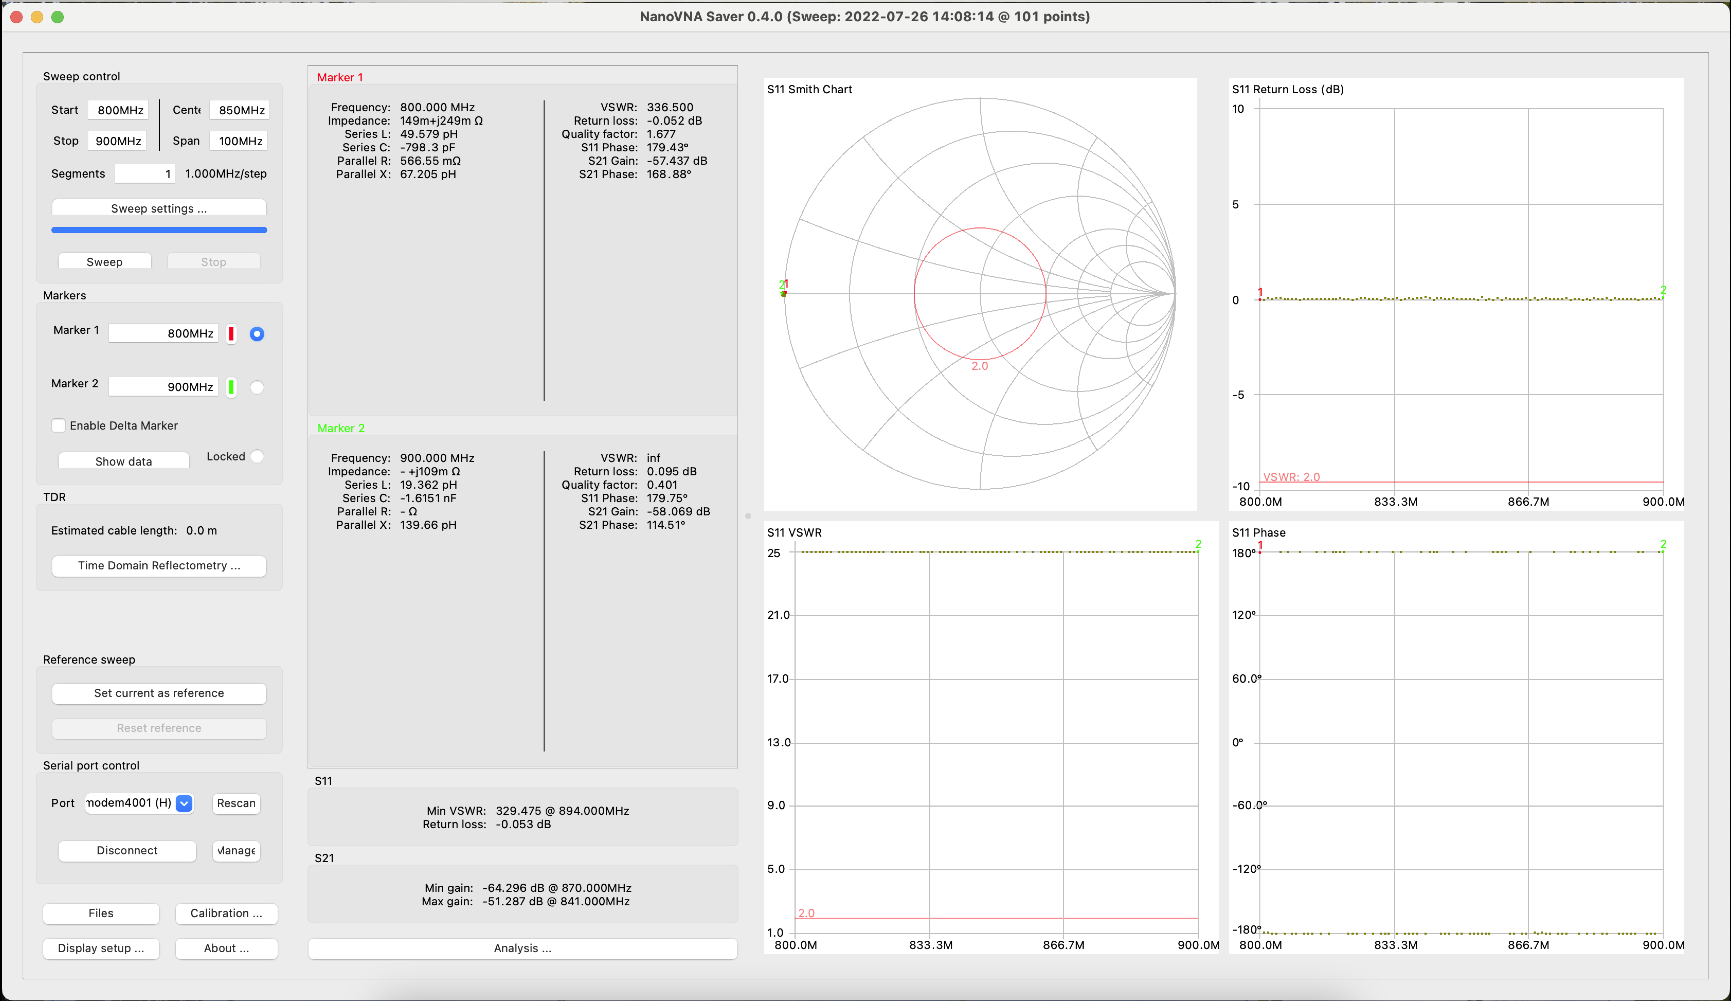 NanoVNA Saver 0.4.0 (Sweep: 2022-07-26 14:08:14 @ 101 points)
Sweep control
Start 800MHz Cente 850MHz
Stop 900MHz Span 100MHz
Segments 1 1.000MHz/step
Sweep settings ...
Sweep Stop
Markers
Marker 1 800MHz
Marker 2 900MHz
Enable Delta Marker
Show data Locked
TDR
Estimated cable length: 0.0 m
Time Domain Reflectometry ...
Reference sweep
Set current as reference
Reset reference
Serial port control
Port modem4001 (H) Rescan
Disconnect Manage
Files Calibration ...
Display setup ... About ...
Marker 1
Frequency: 800.000 MHz
Impedance: 149m+j249m Ω
Series L: 49.579 pH
Series C: -798.3 pF
Parallel R: 566.55 mΩ
Parallel X: 67.205 pH
VSWR: 336.500
Return loss: -0.052 dB
Quality factor: 1.677
S11 Phase: 179.43°
S21 Gain: -57.437 dB
S21 Phase: 168.88°
Marker 2
Frequency: 900.000 MHz
Impedance: - +j109m Ω
Series L: 19.362 pH
Series C: -1.6151 nF
Parallel R: - Ω
Parallel X: 139.66 pH
VSWR: inf
Return loss: 0.095 dB
Quality factor: 0.401
S11 Phase: 179.75°
S21 Gain: -58.069 dB
S21 Phase: 114.51°
S11
Min VSWR: 329.475 @ 894.000MHz
Return loss: -0.053 dB
S21
Min gain: -64.296 dB @ 870.000MHz
Max gain: -51.287 dB @ 841.000MHz
Analysis ...
S11 Smith Chart
2 1
2.0
S11 Return Loss (dB)
10
5
1 2
0
-5
VSWR: 2.0
-10
800.0M 833.3M 866.7M 900.0M
S11 VSWR
2
25
21.0
17.0
13.0
9.0
5.0
2.0
1.0
800.0M 833.3M 866.7M 900.0M
S11 Phase
1 2
180°
120°
60.0°
0°
-60.0°
-120°
-180°
800.0M 833.3M 866.7M 900.0M